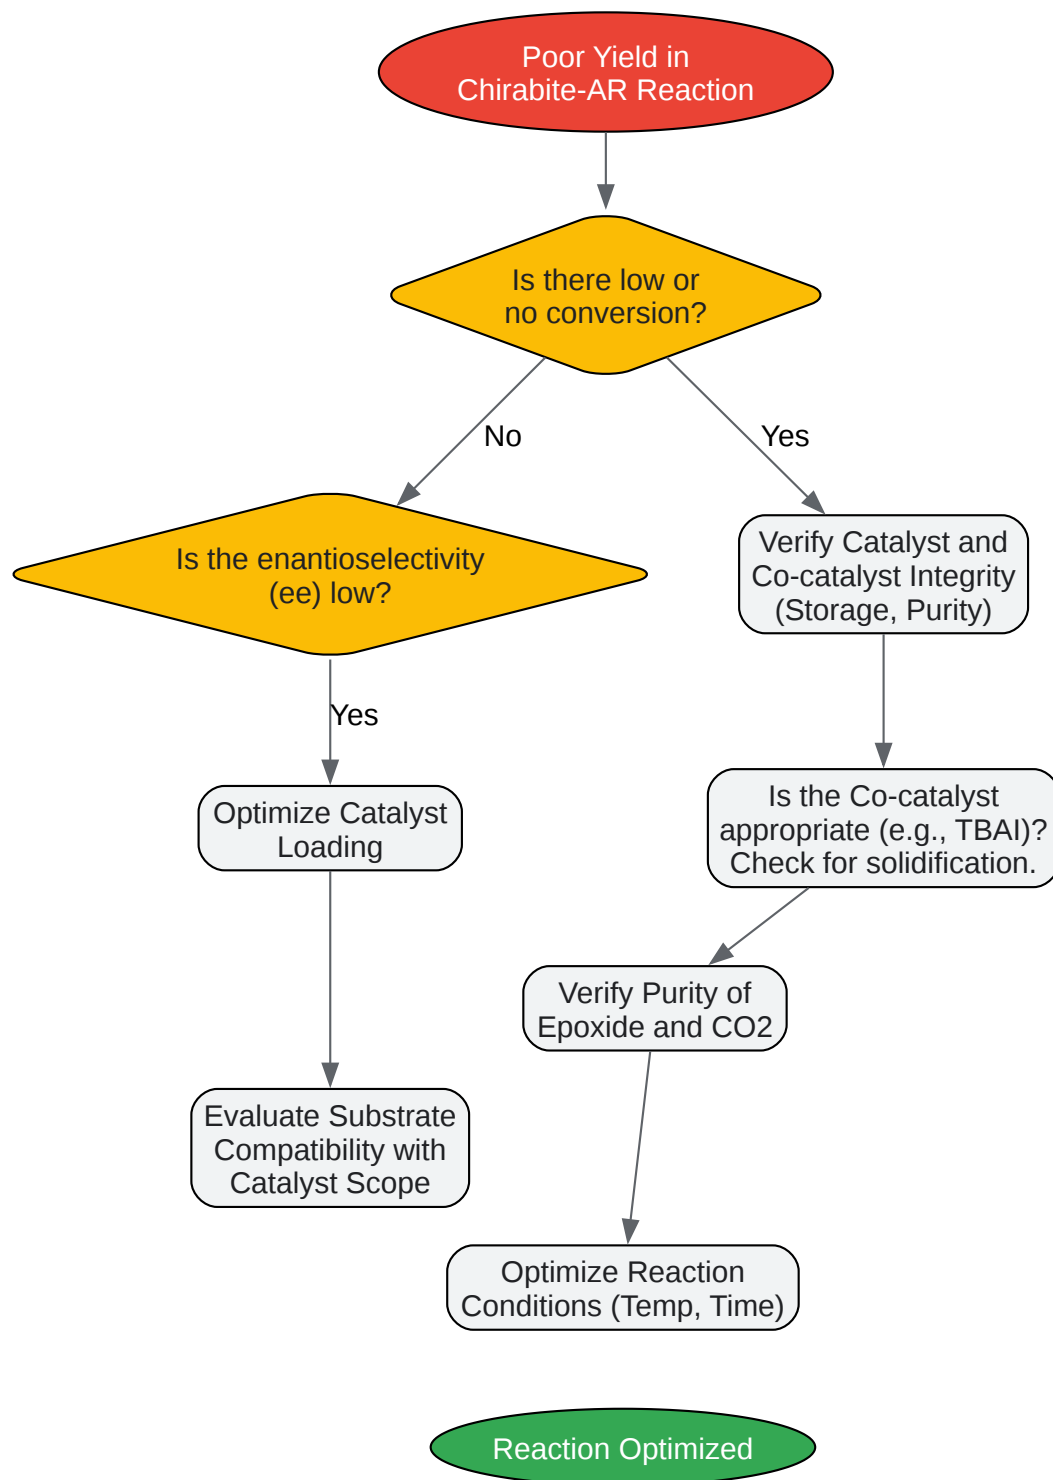 Poor Yield in
Chirabite-AR Reaction
Is there low or
no conversion?
No
Yes
Is the enantioselectivity
(ee) low?
Verify Catalyst and
Co-catalyst Integrity
(Storage, Purity)
Yes
Optimize Catalyst
Loading
Is the Co-catalyst
appropriate (e.g., TBAI)?
Check for solidification.
Verify Purity of
Epoxide and CO2
Evaluate Substrate
Compatibility with
Catalyst Scope
Optimize Reaction
Conditions (Temp, Time)
Reaction Optimized